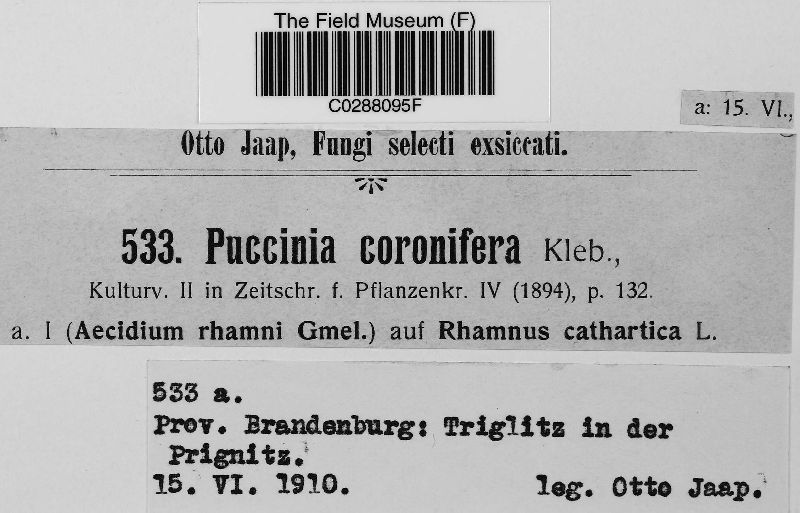 The Field Museum (F)
C0288095F
a: 15. VI.,
Otto Jaap, Fungi selecti exsiccati.
533. Puccinia coronifera Kleb.,
Kulturv. II in Zeitschr. f. Pflanzenkr. IV (1894), p. 132.
a. I (Aecidium rhamni Gmel.) auf Rhamnus cathartica L.
533 a.
Prov. Brandenburg: Triglitz in der
Prignitz.
15. VI. 1910. leg. Otto Jaap.